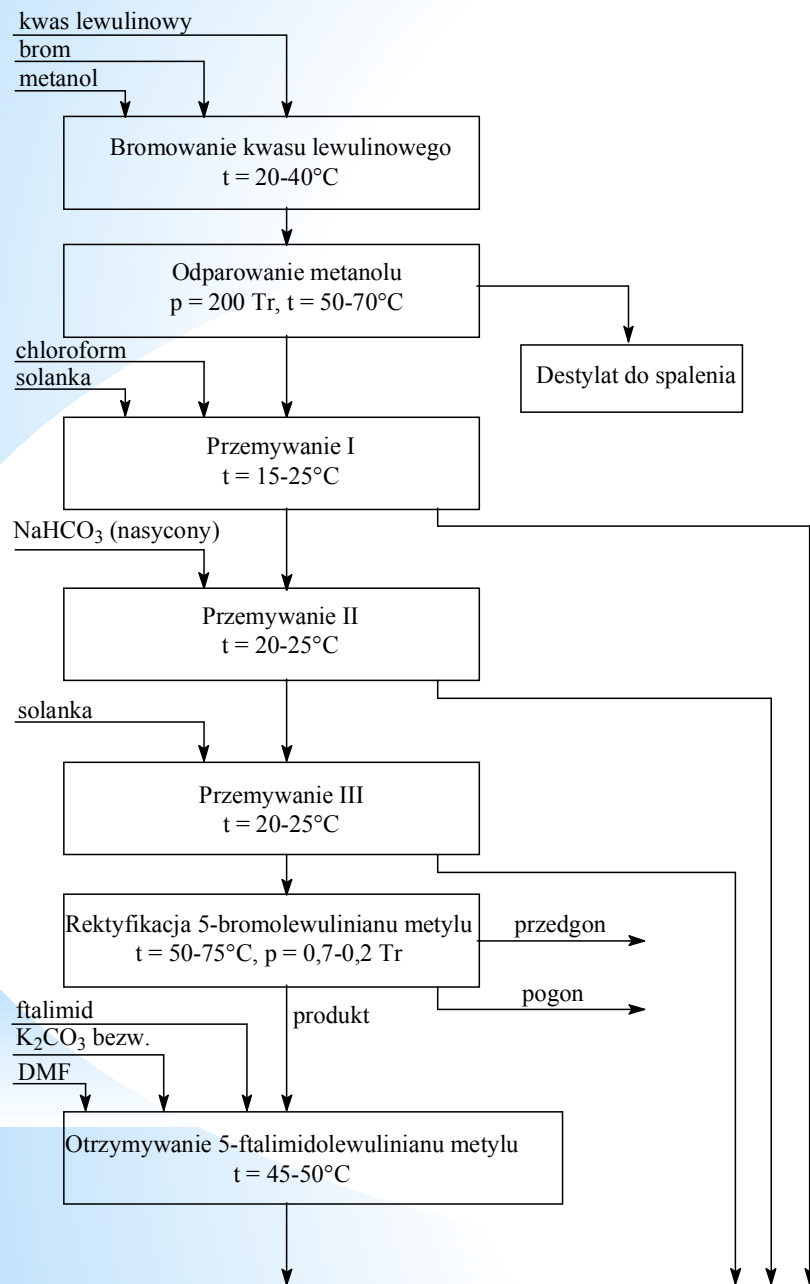 kwas lewulinowy
brom
metanol
Bromowanie kwasu lewulinowego
t = 20-40°C
Odparowanie metanolu
p = 200 Tr, t = 50-70°C
Destylat do spalenia
chloroform
solanka
Przemywanie I
t = 15-25°C
NaHCO₃ (nasycony)
Przemywanie II
t = 20-25°C
solanka
Przemywanie III
t = 20-25°C
Rektyfikacja 5-bromolewulinianu metylu
t = 50-75°C, p = 0,7-0,2 Tr
przedgon
pogon
produkt
ftalimid
K₂CO₃ bezw.
DMF
Otrzymywanie 5-ftalimidolewulinianu metylu
t = 45-50°C